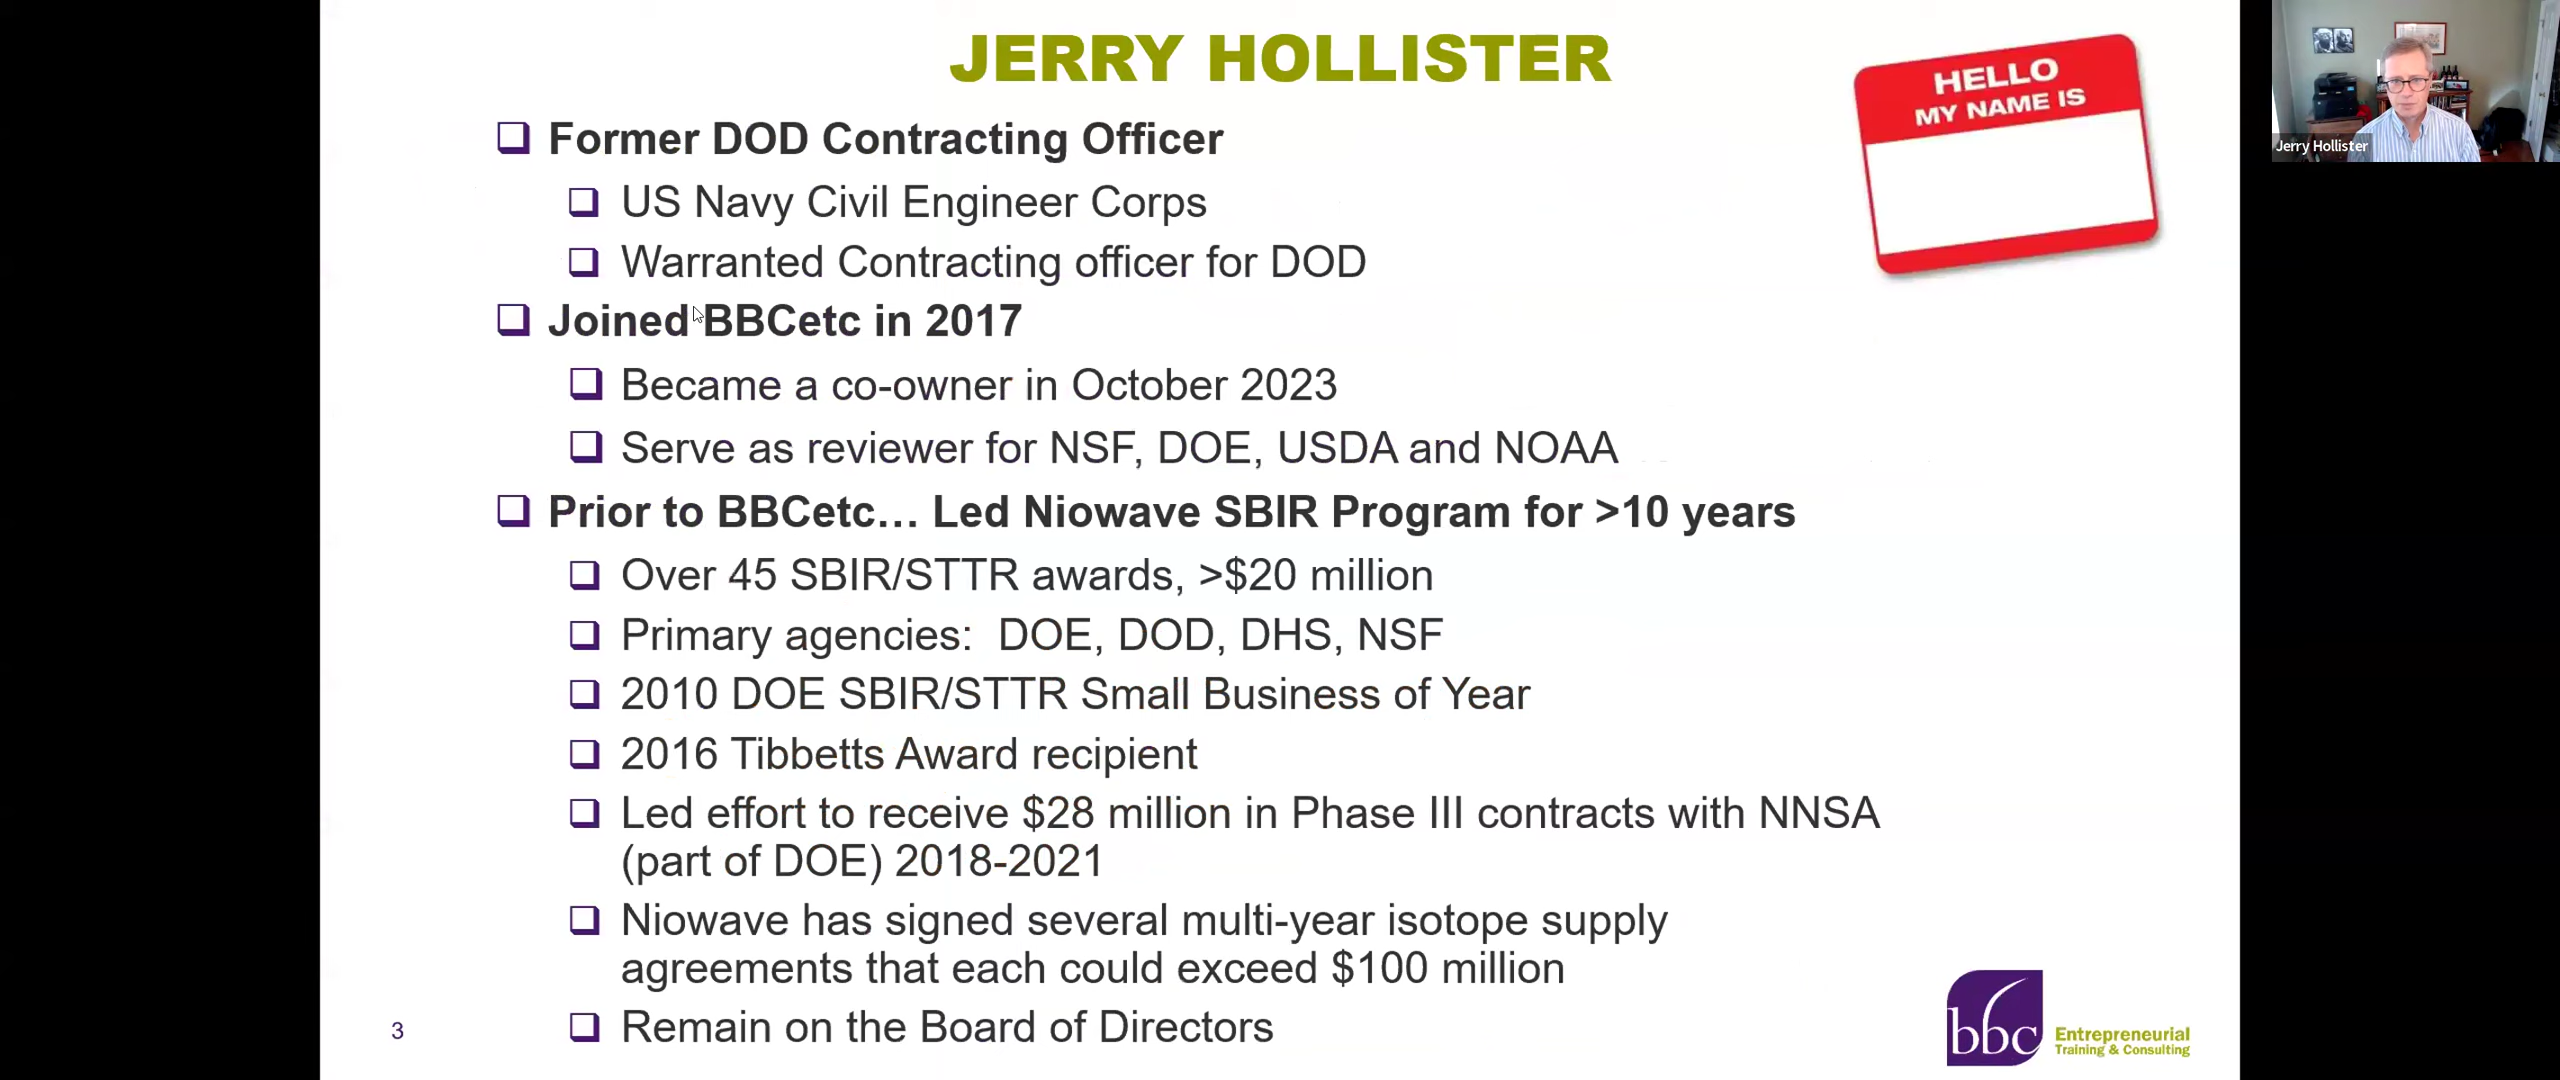 JERRY HOLLISTER
HELLO
MY NAME IS
Jerry Hollister
Former DOD Contracting Officer
US Navy Civil Engineer Corps
Warranted Contracting officer for DOD
Joined BBCetc in 2017
Became a co-owner in October 2023
Serve as reviewer for NSF, DOE, USDA and NOAA
Prior to BBCetc... Led Niowave SBIR Program for >10 years
Over 45 SBIR/STTR awards, >$20 million
Primary agencies:  DOE, DOD, DHS, NSF
2010 DOE SBIR/STTR Small Business of Year
2016 Tibbetts Award recipient
Led effort to receive $28 million in Phase III contracts with NNSA
(part of DOE) 2018-2021
Niowave has signed several multi-year isotope supply
agreements that each could exceed $100 million
Remain on the Board of Directors
3
bbc
Entrepreneurial
Training & Consulting